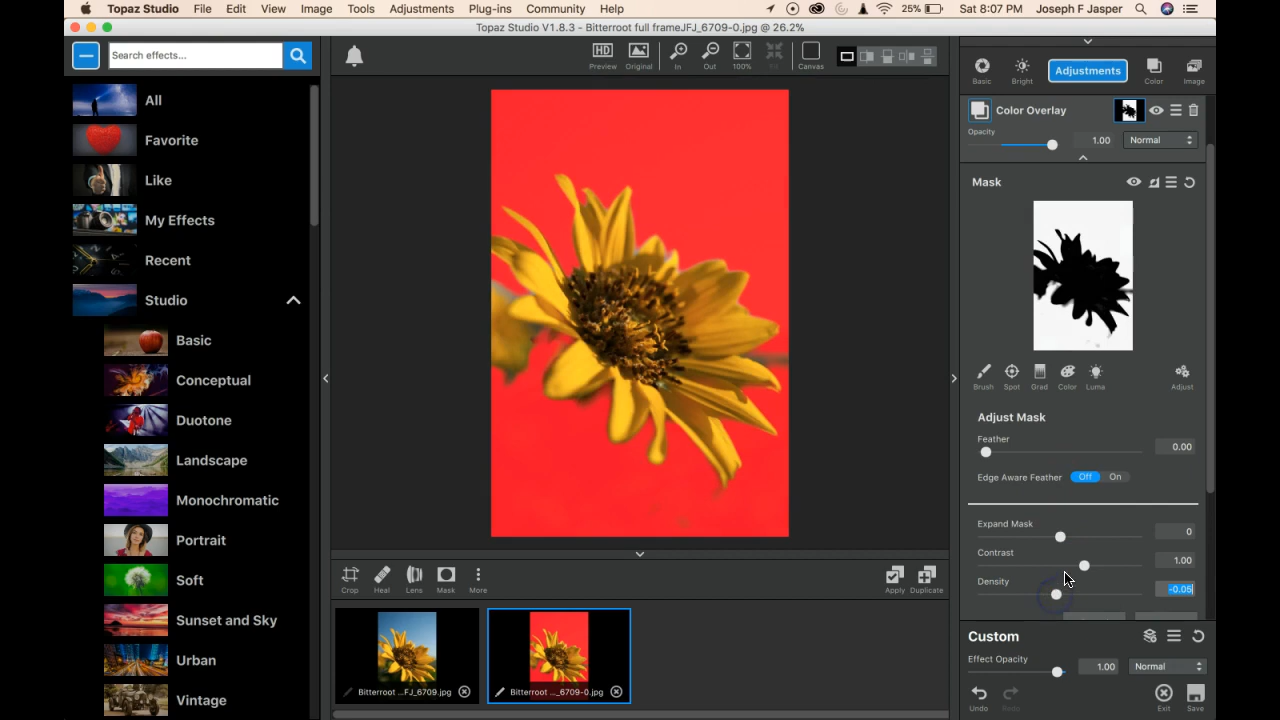 Topaz Studio File Edit View Image Tools Adjustments Plug-ins Community Help 25% Sat 8:07 PM Joseph F Jasper
Topaz Studio V1.8.3 - Bitterroot full frameJFJ_6709-0.jpg @ 26.2%
Search effects...
All
Favorite
Like
My Effects
Recent
Studio
Basic
Conceptual
Duotone
Landscape
Monochromatic
Portrait
Soft
Sunset and Sky
Urban
Vintage
HD
Preview Original In Out 100% Canvas
Crop Heal Lens Mask More Apply Duplicate
Bitterroot ...FJ_6709.jpg
Bitterroot ..._6709-0.jpg
Basic Bright Adjustments Color Image
Color Overlay
Opacity
1.00 Normal
Mask
Brush Spot Grad Color Luma Adjust
Adjust Mask
Feather
0.00
Edge Aware Feather Off On
Expand Mask
0
Contrast
1.00
Density
-0.05
Custom
Effect Opacity
1.00 Normal
Undo Redo Exit Save